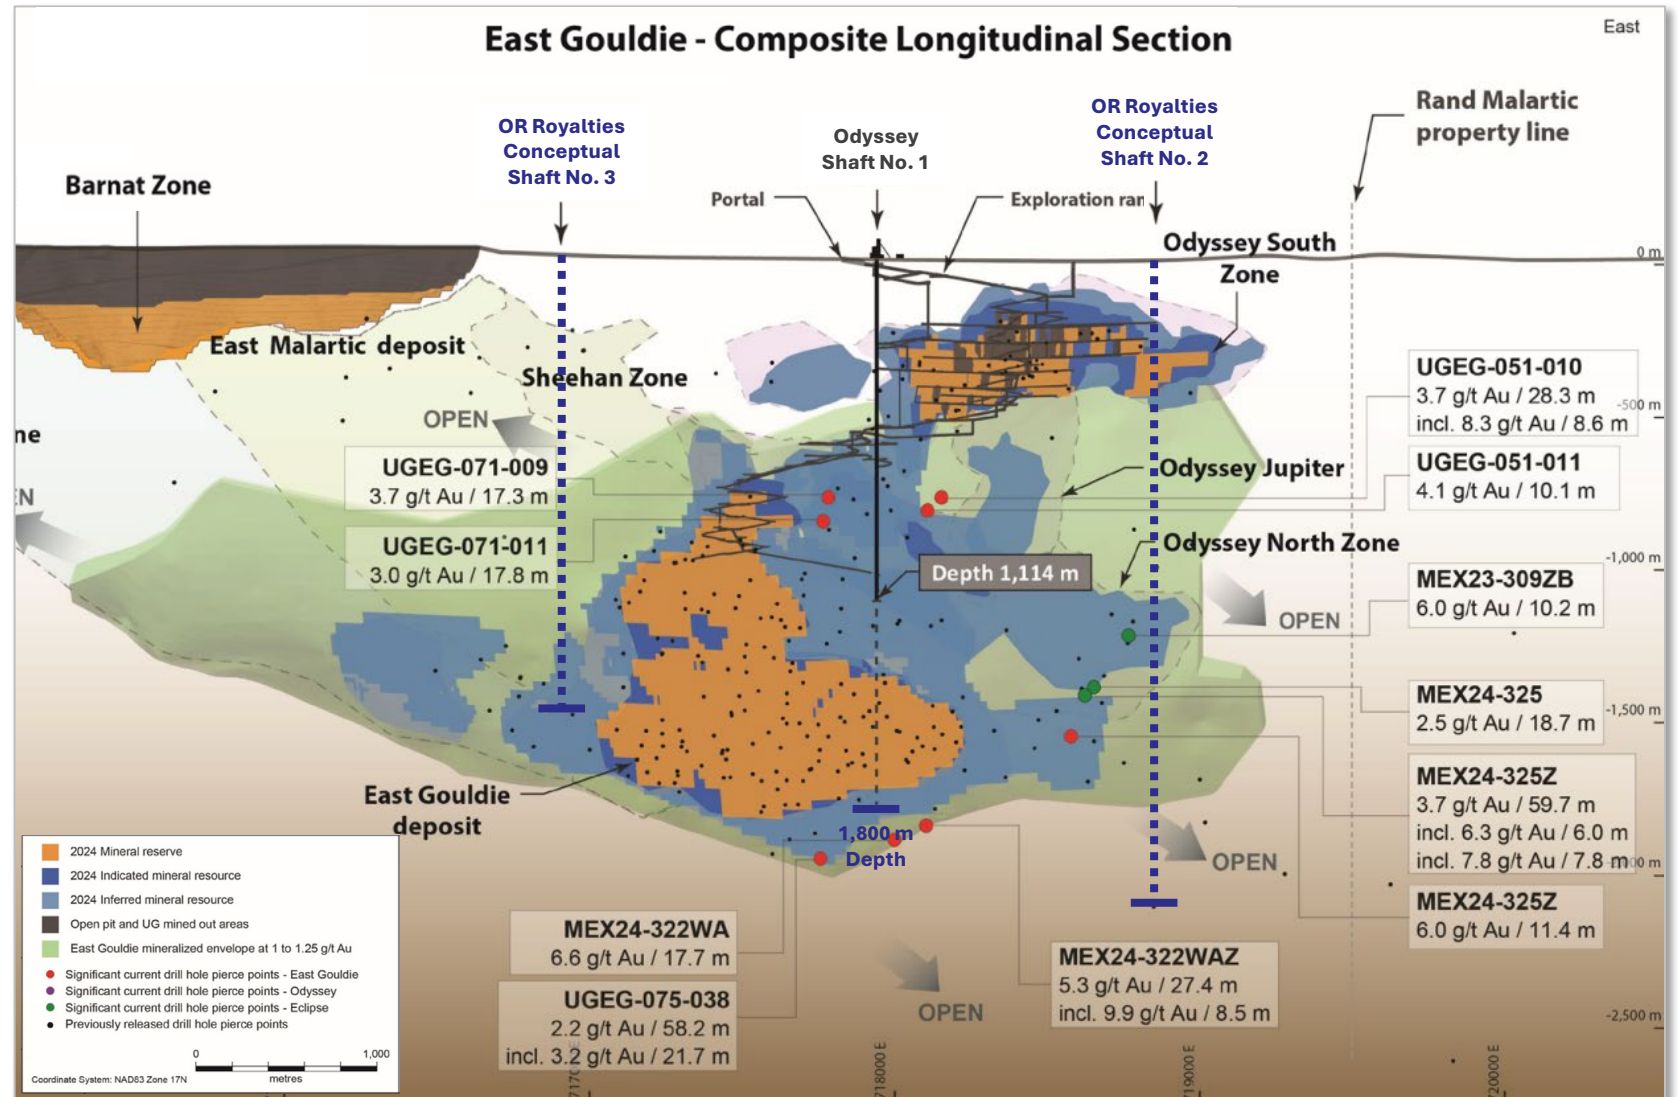 East Gouldie - Composite Longitudinal Section
East
OR Royalties
Conceptual
Shaft No. 3
Odyssey
Shaft No. 1
OR Royalties
Conceptual
Shaft No. 2
Rand Malartic
property line
Barnat Zone
Portal
Exploration ran
Odyssey South
Zone
0 m
East Malartic deposit
Sheehan Zone
OPEN
UGEG-051-010
3.7 g/t Au / 28.3 m
incl. 8.3 g/t Au / 8.6 m
-500 m
ne
EN
UGEG-071-009
3.7 g/t Au / 17.3 m
Odyssey Jupiter
UGEG-051-011
4.1 g/t Au / 10.1 m
UGEG-071-011
3.0 g/t Au / 17.8 m
Odyssey North Zone
-1,000 m
Depth 1,114 m
MEX23-309ZB
6.0 g/t Au / 10.2 m
OPEN
MEX24-325
2.5 g/t Au / 18.7 m
-1,500 m
East Gouldie
deposit
MEX24-325Z
3.7 g/t Au / 59.7 m
incl. 6.3 g/t Au / 6.0 m
incl. 7.8 g/t Au / 7.8 m
00 m
1,800 m
Depth
OPEN
MEX24-325Z
6.0 g/t Au / 11.4 m
MEX24-322WA
6.6 g/t Au / 17.7 m
MEX24-322WAZ
5.3 g/t Au / 27.4 m
incl. 9.9 g/t Au / 8.5 m
UGEG-075-038
2.2 g/t Au / 58.2 m
incl. 3.2 g/t Au / 21.7 m
OPEN
-2,500 m
2024 Mineral reserve
2024 Indicated mineral resource
2024 Inferred mineral resource
Open pit and UG mined out areas
East Gouldie mineralized envelope at 1 to 1.25 g/t Au
Significant current drill hole pierce points - East Gouldie
Significant current drill hole pierce points - Odyssey
Significant current drill hole pierce points - Eclipse
Previously released drill hole pierce points
0 1,000
metres
Coordinate System: NAD83 Zone 17N
718000 E
719000 E
20000 E